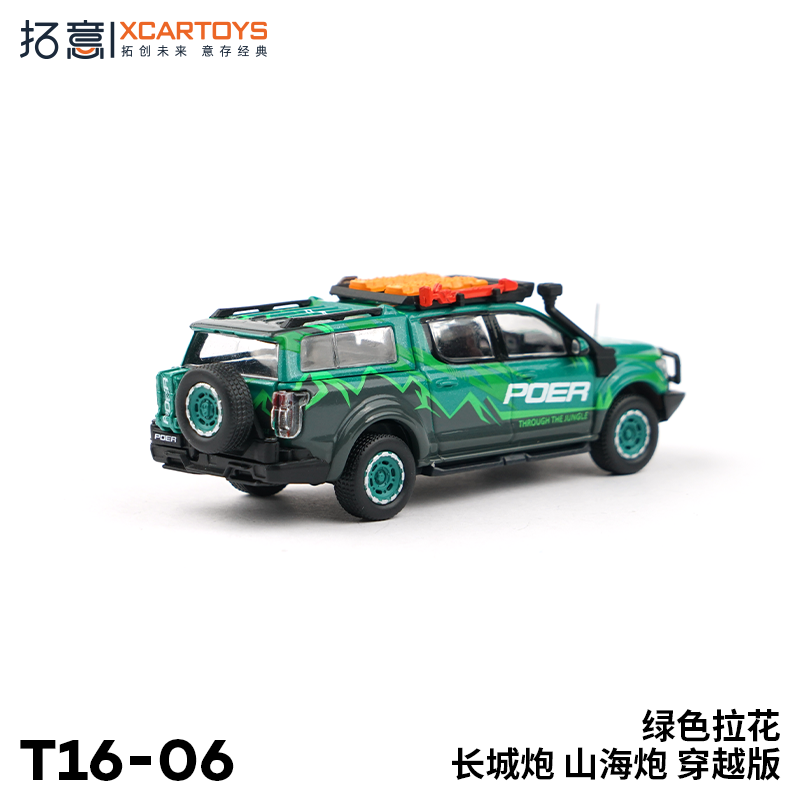 拓意 XCARTOYS
拓创未来 意存经典
POER
THROUGH THE JUNGLE
POER
绿色拉花
T16-06
长城炮 山海炮 穿越版